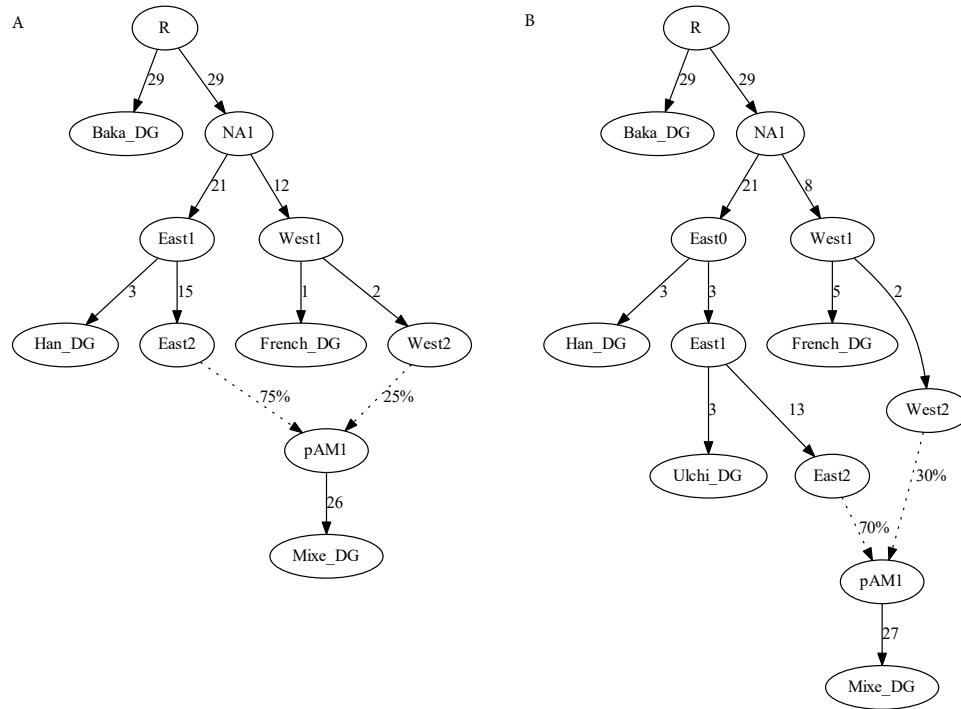 A
R
29
29
Baka_DG
NA1
21
12
East1
West1
3
15
1
2
Han_DG
East2
French_DG
West2
75%
25%
pAM1
26
Mixe_DG
B
R
29
29
Baka_DG
NA1
21
8
East0
West1
3
3
5
2
Han_DG
East1
French_DG
West2
3
13
Ulchi_DG
East2
30%
70%
pAM1
27
Mixe_DG